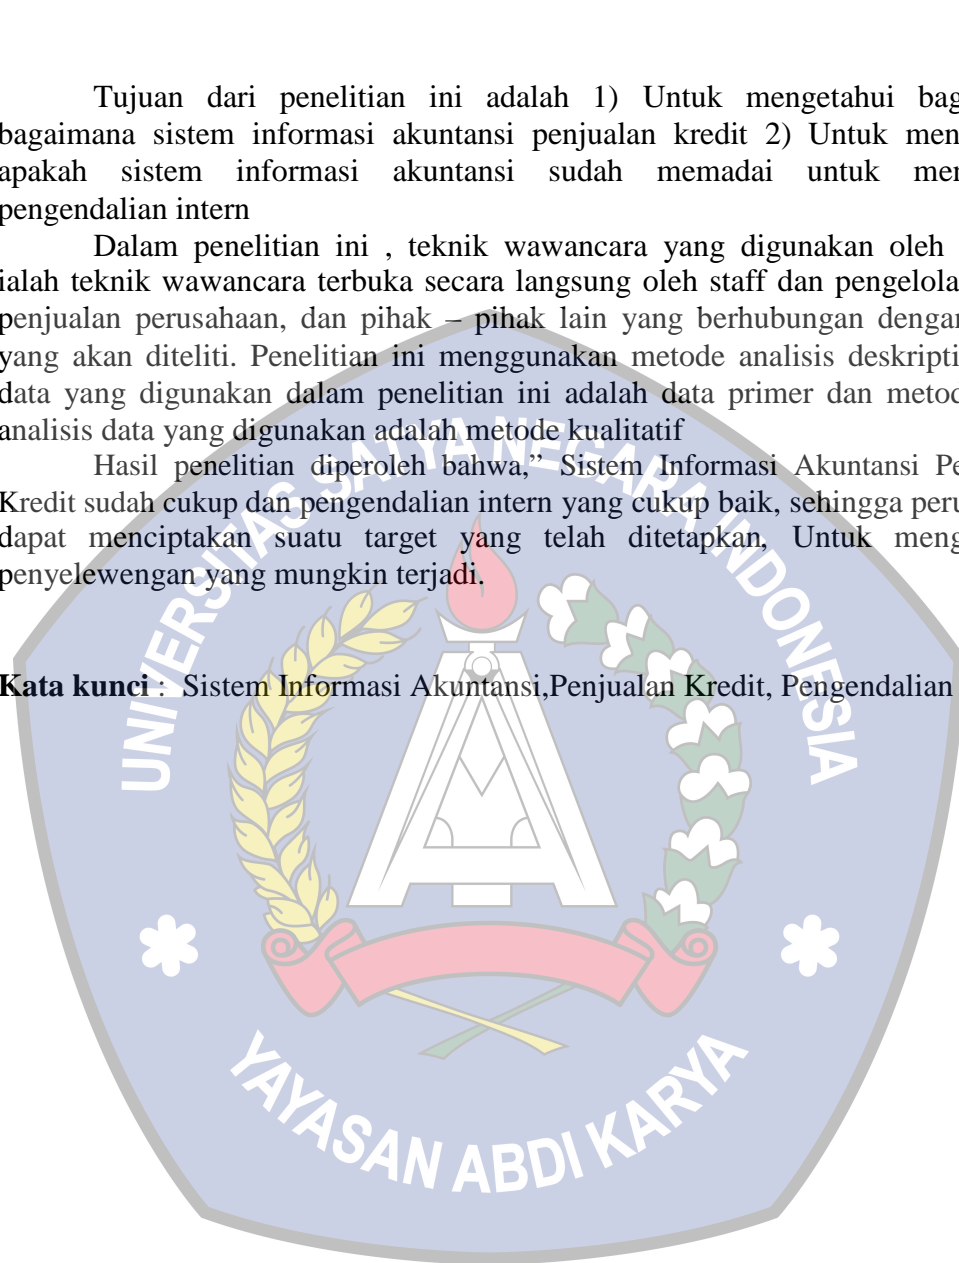 Tujuan dari penelitian ini adalah 1) Untuk mengetahui bag
bagaimana sistem informasi akuntansi penjualan kredit 2) Untuk men
apakah sistem informasi akuntansi sudah memadai untuk mer
pengendalian intern
Dalam penelitian ini , teknik wawancara yang digunakan oleh
ialah teknik wawancara terbuka secara langsung oleh staff dan pengelola
penjualan perusahaan, dan pihak – pihak lain yang berhubungan dengan
yang akan diteliti. Penelitian ini menggunakan metode analisis deskripti
data yang digunakan dalam penelitian ini adalah data primer dan metod
analisis data yang digunakan adalah metode kualitatif
Hasil penelitian diperoleh bahwa,” Sistem Informasi Akuntansi Pe
Kredit sudah cukup dan pengendalian intern yang cukup baik, sehingga peru
dapat menciptakan suatu target yang telah ditetapkan, Untuk meng
penyelewengan yang mungkin terjadi.
Kata kunci : Sistem Informasi Akuntansi,Penjualan Kredit, Pengendalian
UNIVERSITAS SATYA NEGARA INDONESIA
YAYASAN ABDI KARYA